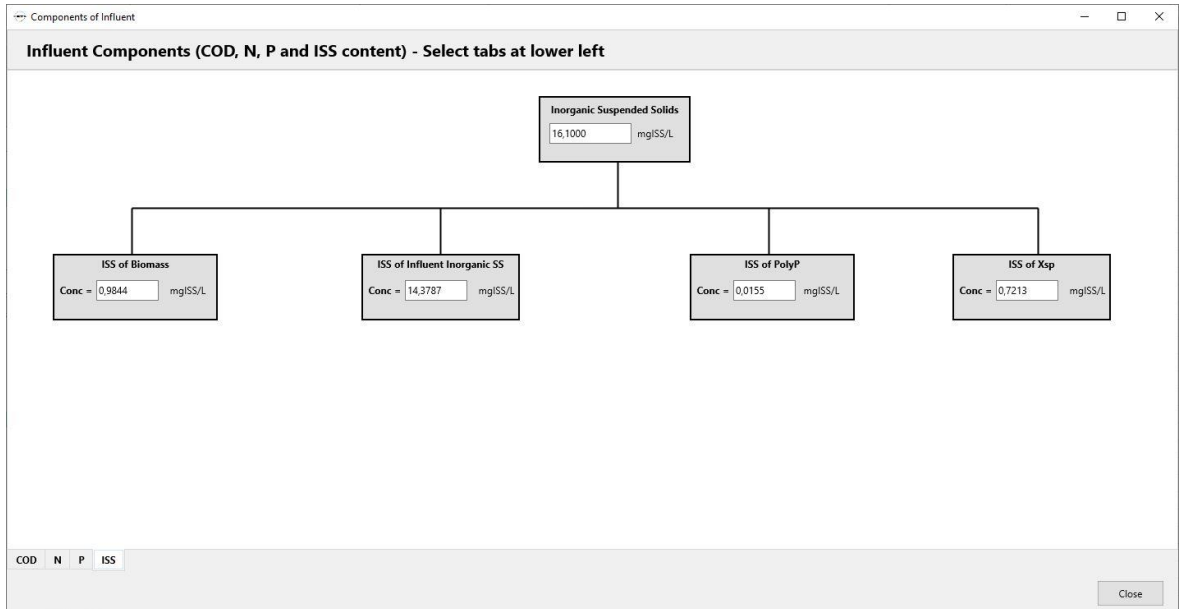 Components of Influent
Influent Components (COD, N, P and ISS content) - Select tabs at lower left
Inorganic Suspended Solids
16,1000 mgISS/L
ISS of Biomass
Conc = 0,9844 mgISS/L
ISS of Influent Inorganic SS
Conc = 14,3787 mgISS/L
ISS of PolyP
Conc = 0,0155 mgISS/L
ISS of Xsp
Conc = 0,7213 mgISS/L
COD N P ISS
Close